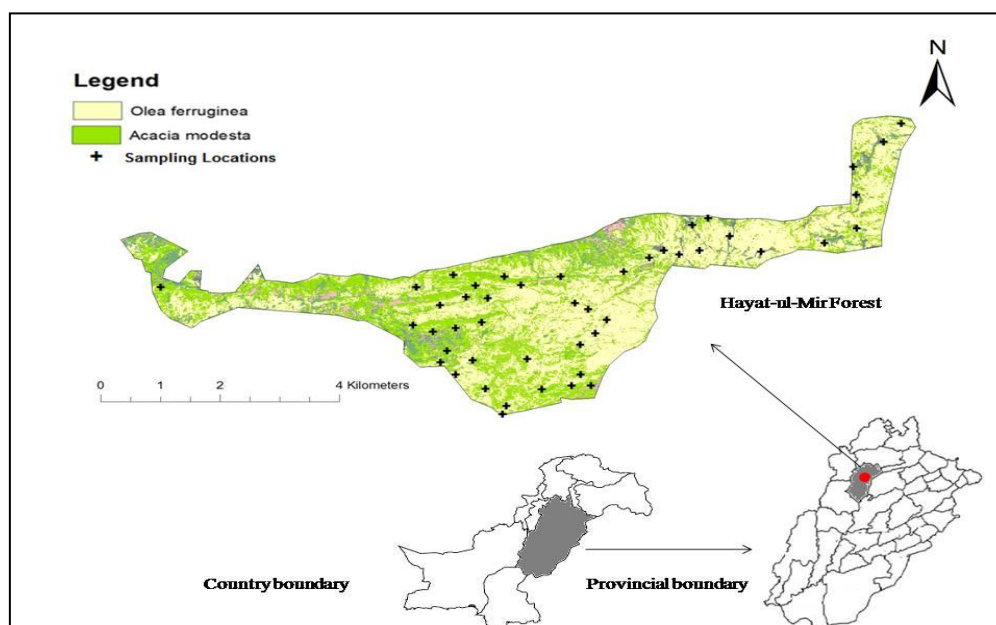 N
Legend
Olea ferruginea
Acacia modesta
Sampling Locations
Hayat-ul-Mir Forest
0 1 2 4 Kilometers
Country boundary
Provincial boundary